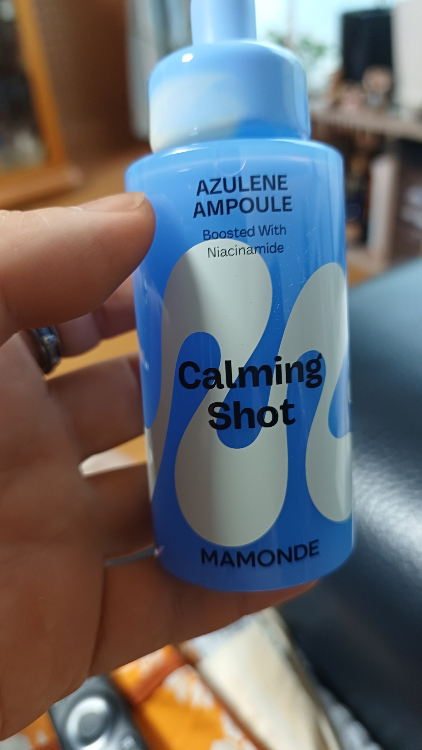 AZULENE
AMPOULE
Boosted With
Niacinamide
Calming
Shot
MAMONDE